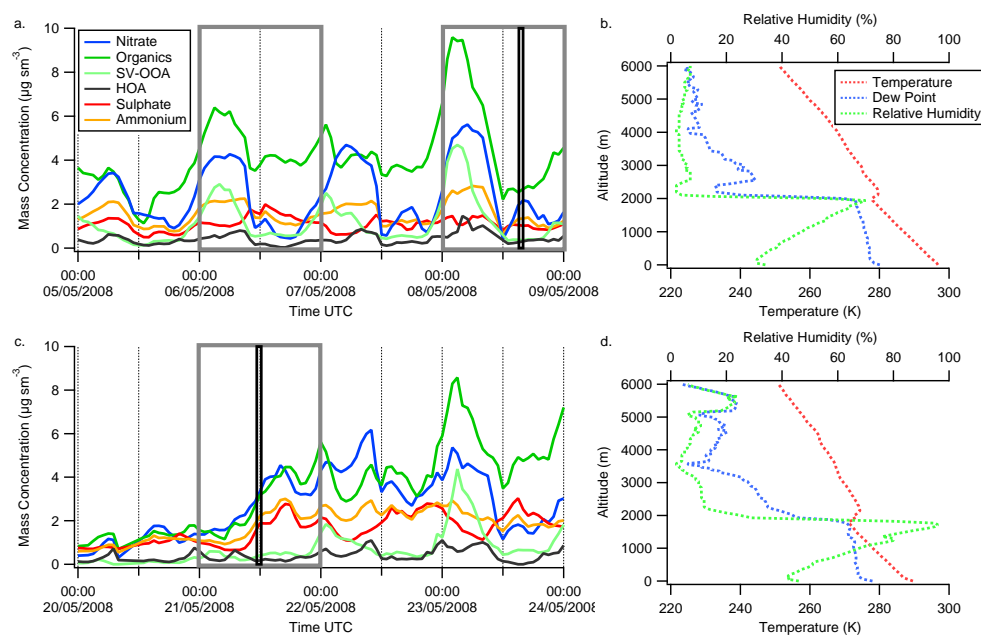 a.
10
8
6
4
2
0
Mass Concentration (µg sm⁻³)
Nitrate
Organics
SV-OOA
HOA
Sulphate
Ammonium
00:00 00:00 00:00 00:00 00:00
05/05/2008 06/05/2008 07/05/2008 08/05/2008 09/05/2008
Time UTC
b.
Relative Humidity (%)
0 20 40 60 80 100
6000
5000
4000
3000
2000
1000
0
Altitude (m)
Temperature
Dew Point
Relative Humidity
220 240 260 280 300
Temperature (K)
c.
10
8
6
4
2
0
Mass Concentration (µg sm⁻³)
00:00 00:00 00:00 00:00 00:00
20/05/2008 21/05/2008 22/05/2008 23/05/2008 24/05/2008
Time UTC
d.
Relative Humidity (%)
0 20 40 60 80 100
6000
5000
4000
3000
2000
1000
0
Altitude (m)
220 240 260 280 300
Temperature (K)